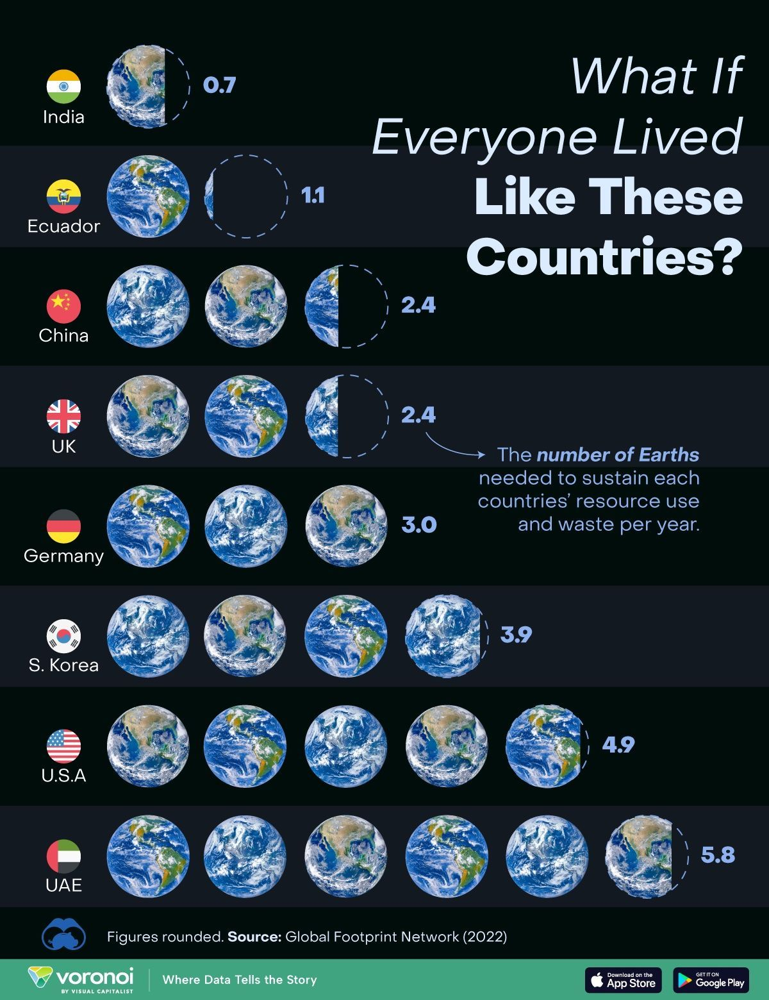 What If
Everyone Lived
Like These
Countries?
India
0.7
Ecuador
1.1
China
2.4
UK
2.4
The number of Earths
needed to sustain each
countries’ resource use
and waste per year.
Germany
3.0
S. Korea
3.9
U.S.A
4.9
UAE
5.8
Figures rounded. Source: Global Footprint Network (2022)
voronoi
BY VISUAL CAPITALIST
Where Data Tells the Story
Download on the
App Store
GET IT ON
Google Play